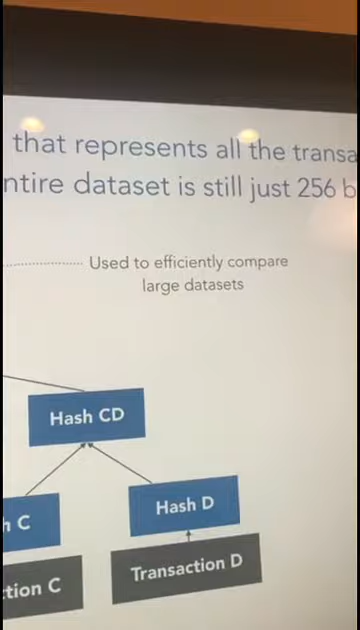 that represents all the transa
ntire dataset is still just 256 b
Used to efficiently compare
large datasets
Hash CD
h C
Hash D
ction C
Transaction D